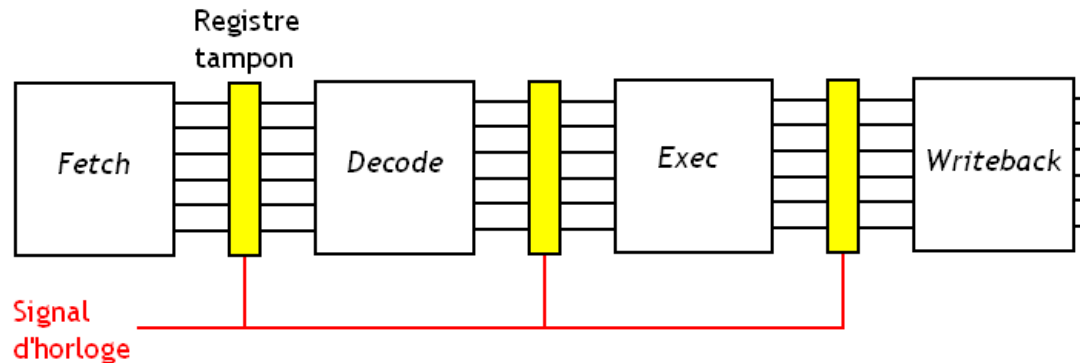 Registre
tampon
Fetch
Decode
Exec
Writeback
Signal
d'horloge